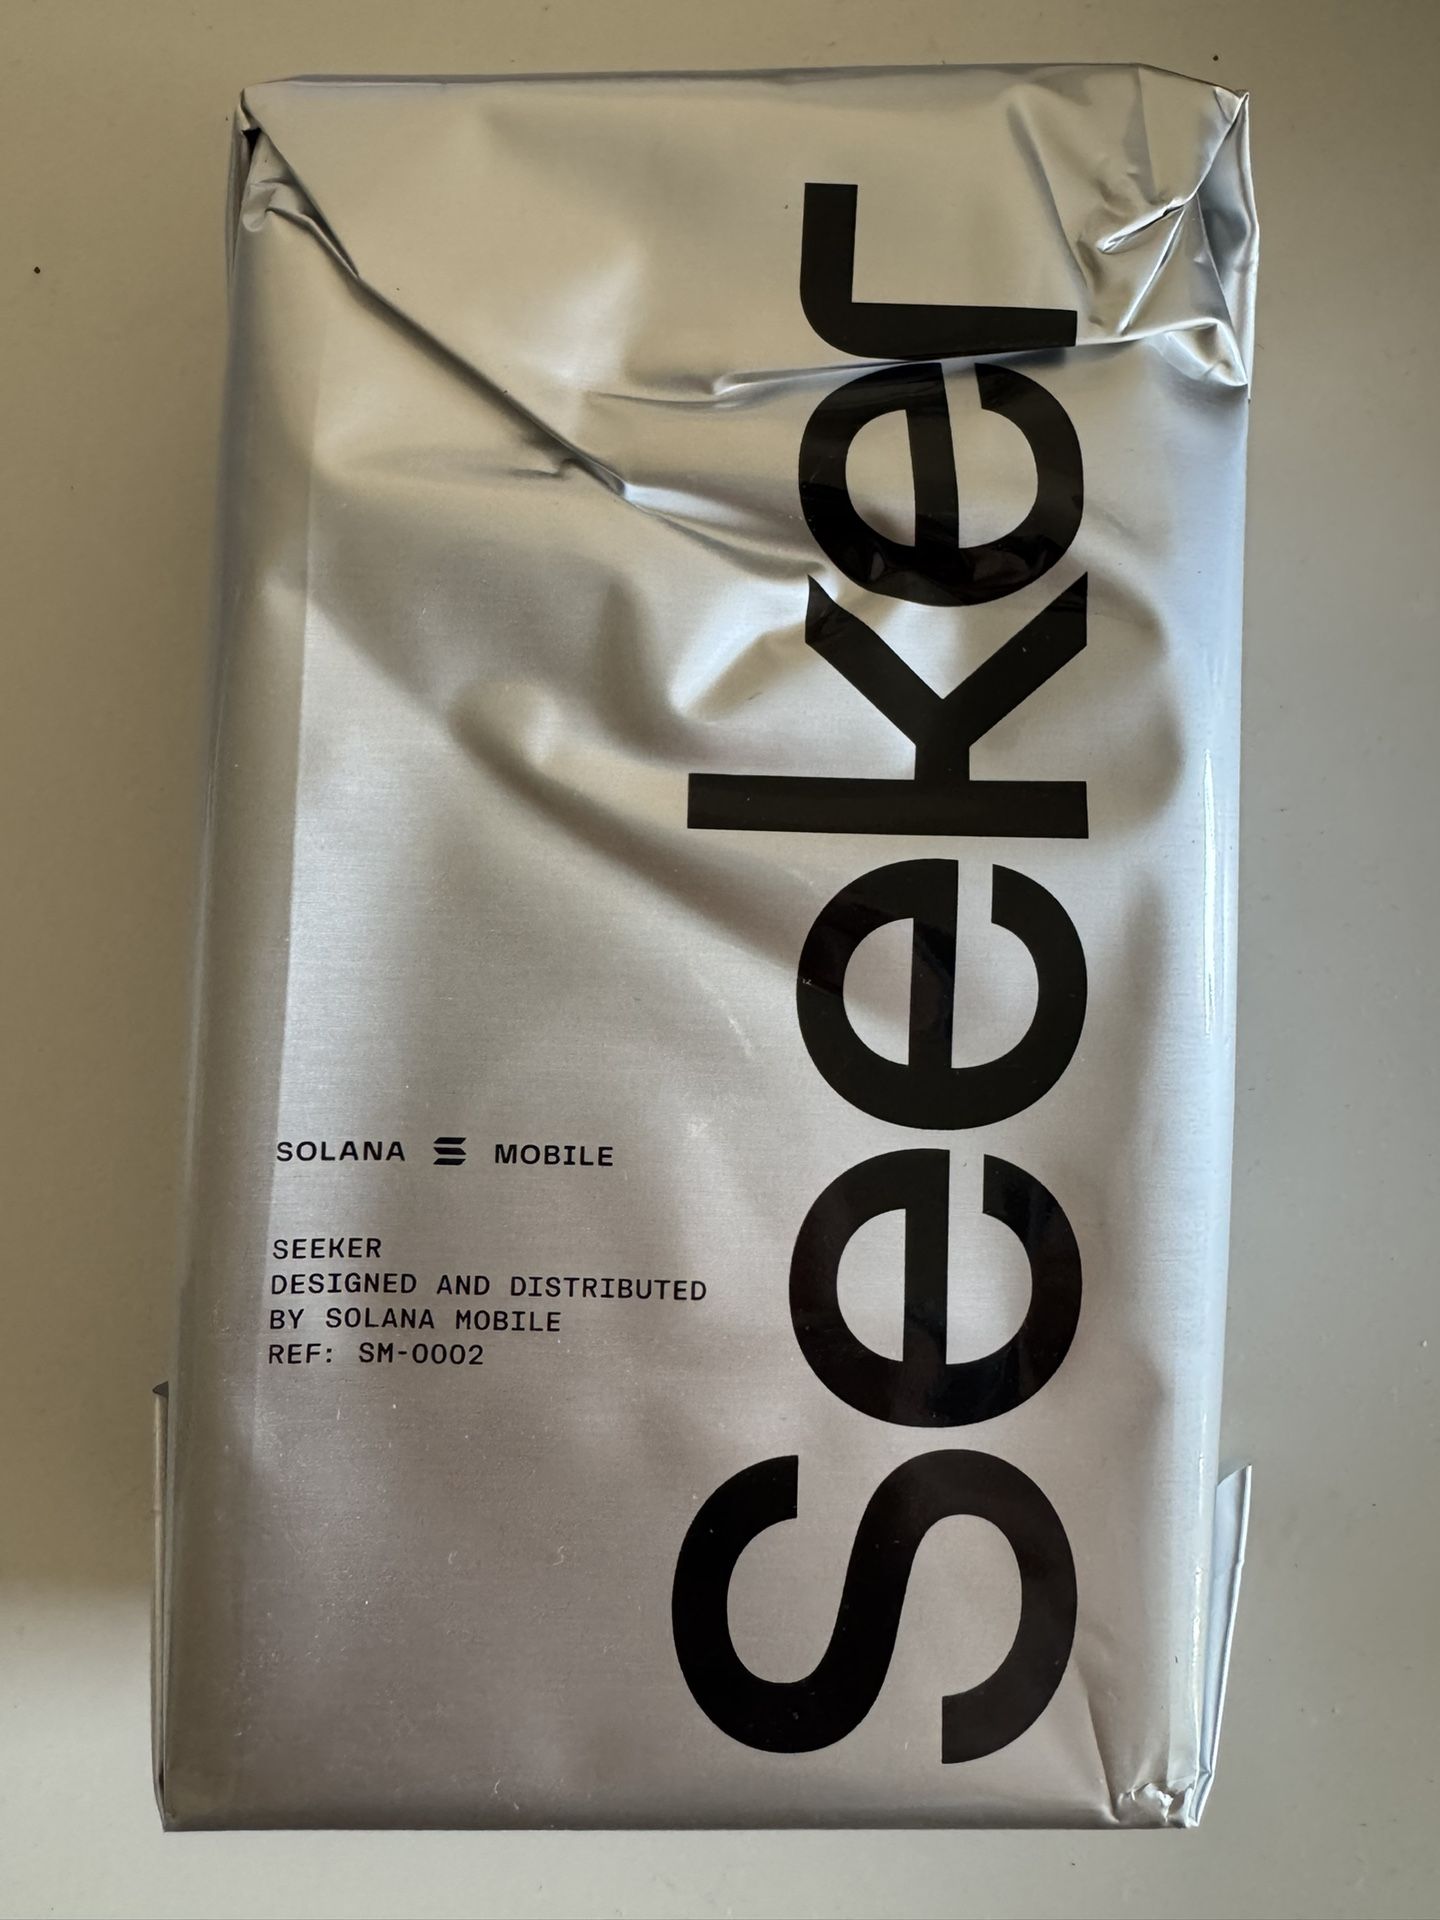 Seeker
SOLANA MOBILE
SEEKER
DESIGNED AND DISTRIBUTED
BY SOLANA MOBILE
REF: SM-0002